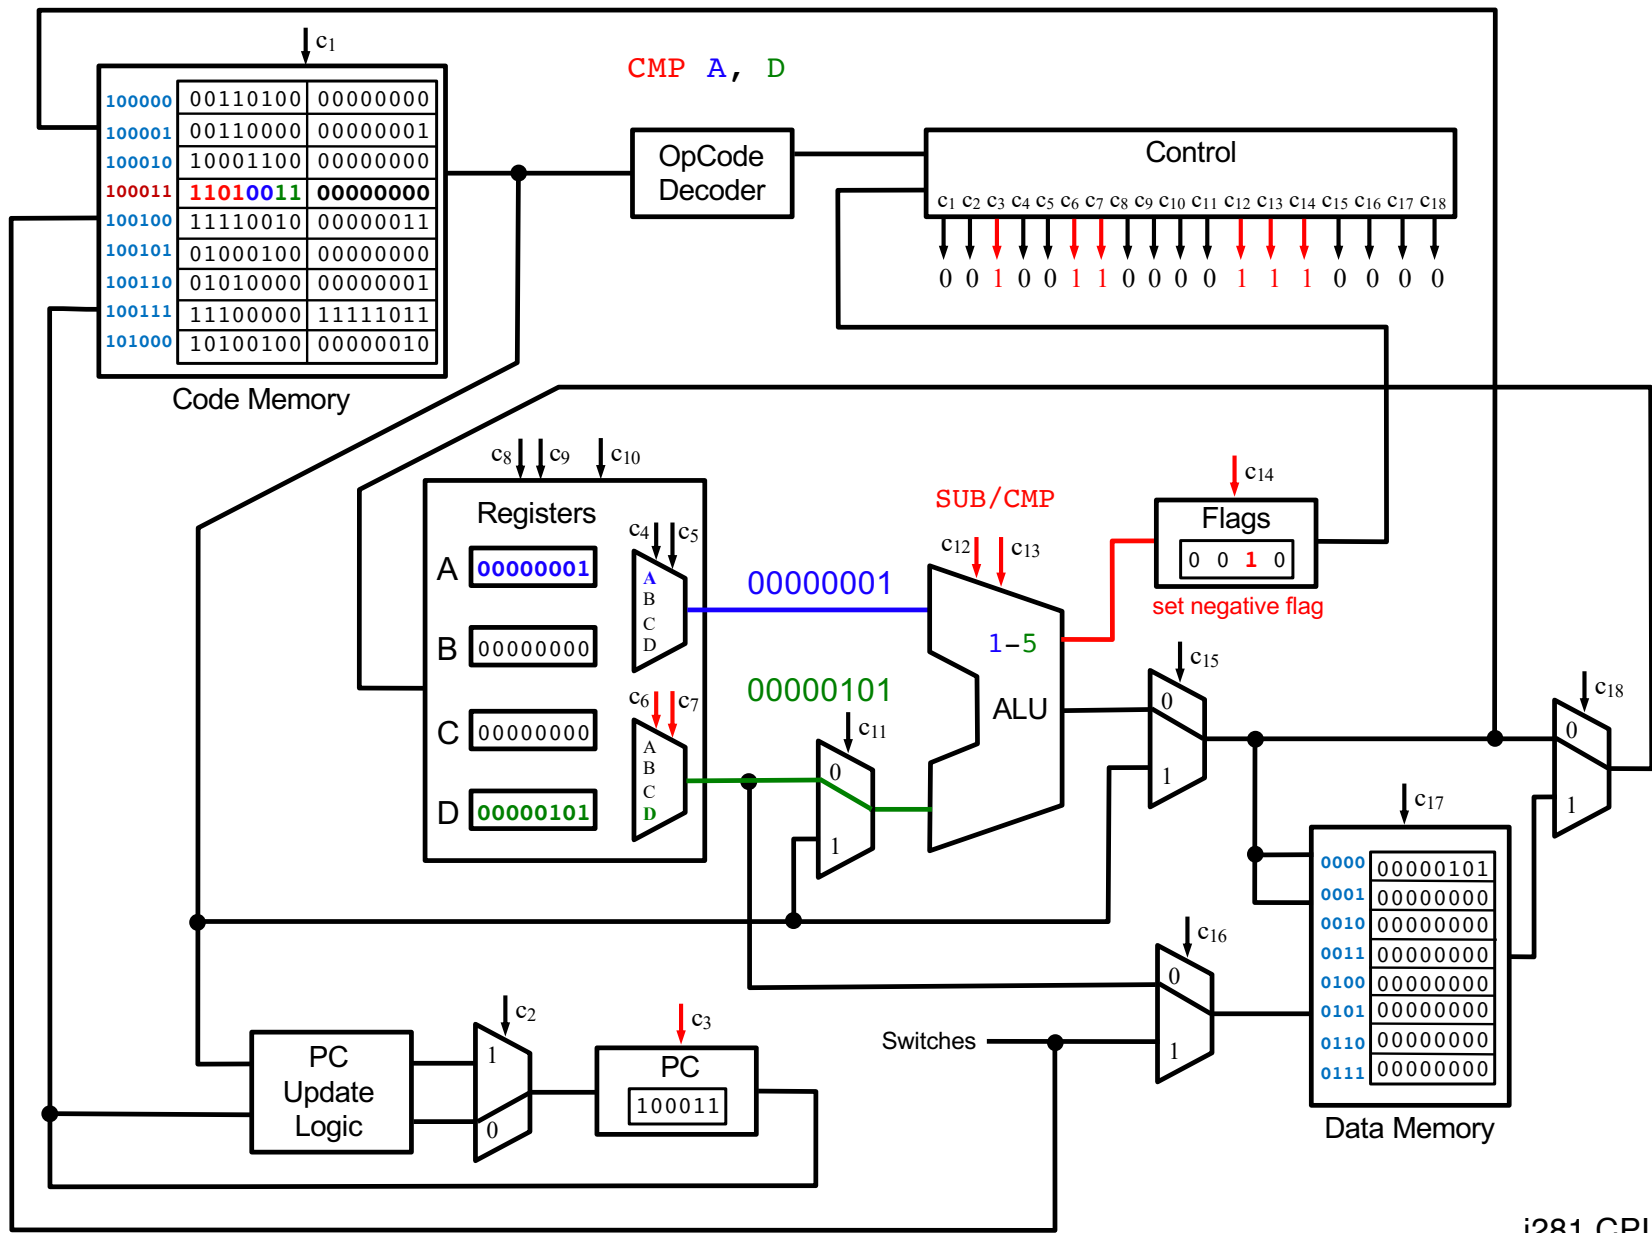 c1
CMP A, D
100000 00110100 00000000
100001 00110000 00000001
100010 10001100 00000000
100011 11010011 00000000
100100 11110010 00000011
100101 01000100 00000000
100110 01010000 00000001
100111 11100000 11111011
101000 10100100 00000010
Code Memory
OpCode
Decoder
Control
c1 c2 c3 c4 c5 c6 c7 c8 c9 c10 c11 c12 c13 c14 c15 c16 c17 c18
0 0 1 0 0 1 1 0 0 0 0 1 1 1 0 0 0 0
c8 c9 c10
Registers
c4 c5
A 00000001
B 00000000
C 00000000
D 00000101
A
B
C
D
c6 c7
A
B
C
D
00000001
00000101
c11
0
1
SUB/CMP
c12 c13
1–5
ALU
c14
Flags
0 0 1 0
set negative flag
c15
0
1
c18
0
1
c17
0000 00000101
0001 00000000
0010 00000000
0011 00000000
0100 00000000
0101 00000000
0110 00000000
0111 00000000
Data Memory
c16
0
1
Switches
PC
Update
Logic
c2
1
0
c3
PC
100011